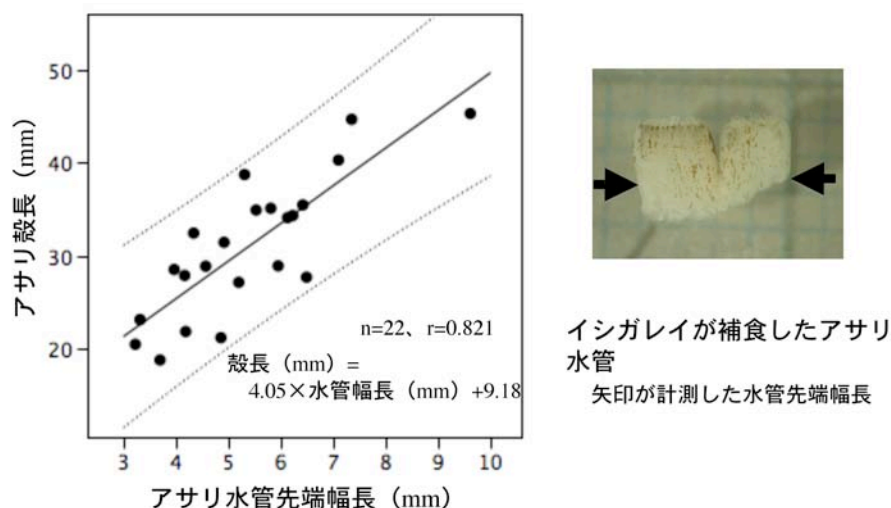 アサリ殻長（mm）
50
40
30
20
n=22、r=0.821
殻長（mm）=
4.05×水管幅長（mm）+9.18
3 4 5 6 7 8 9 10
アサリ水管先端幅長（mm）
イシガレイが補食したアサリ
水管
矢印が計測した水管先端幅長